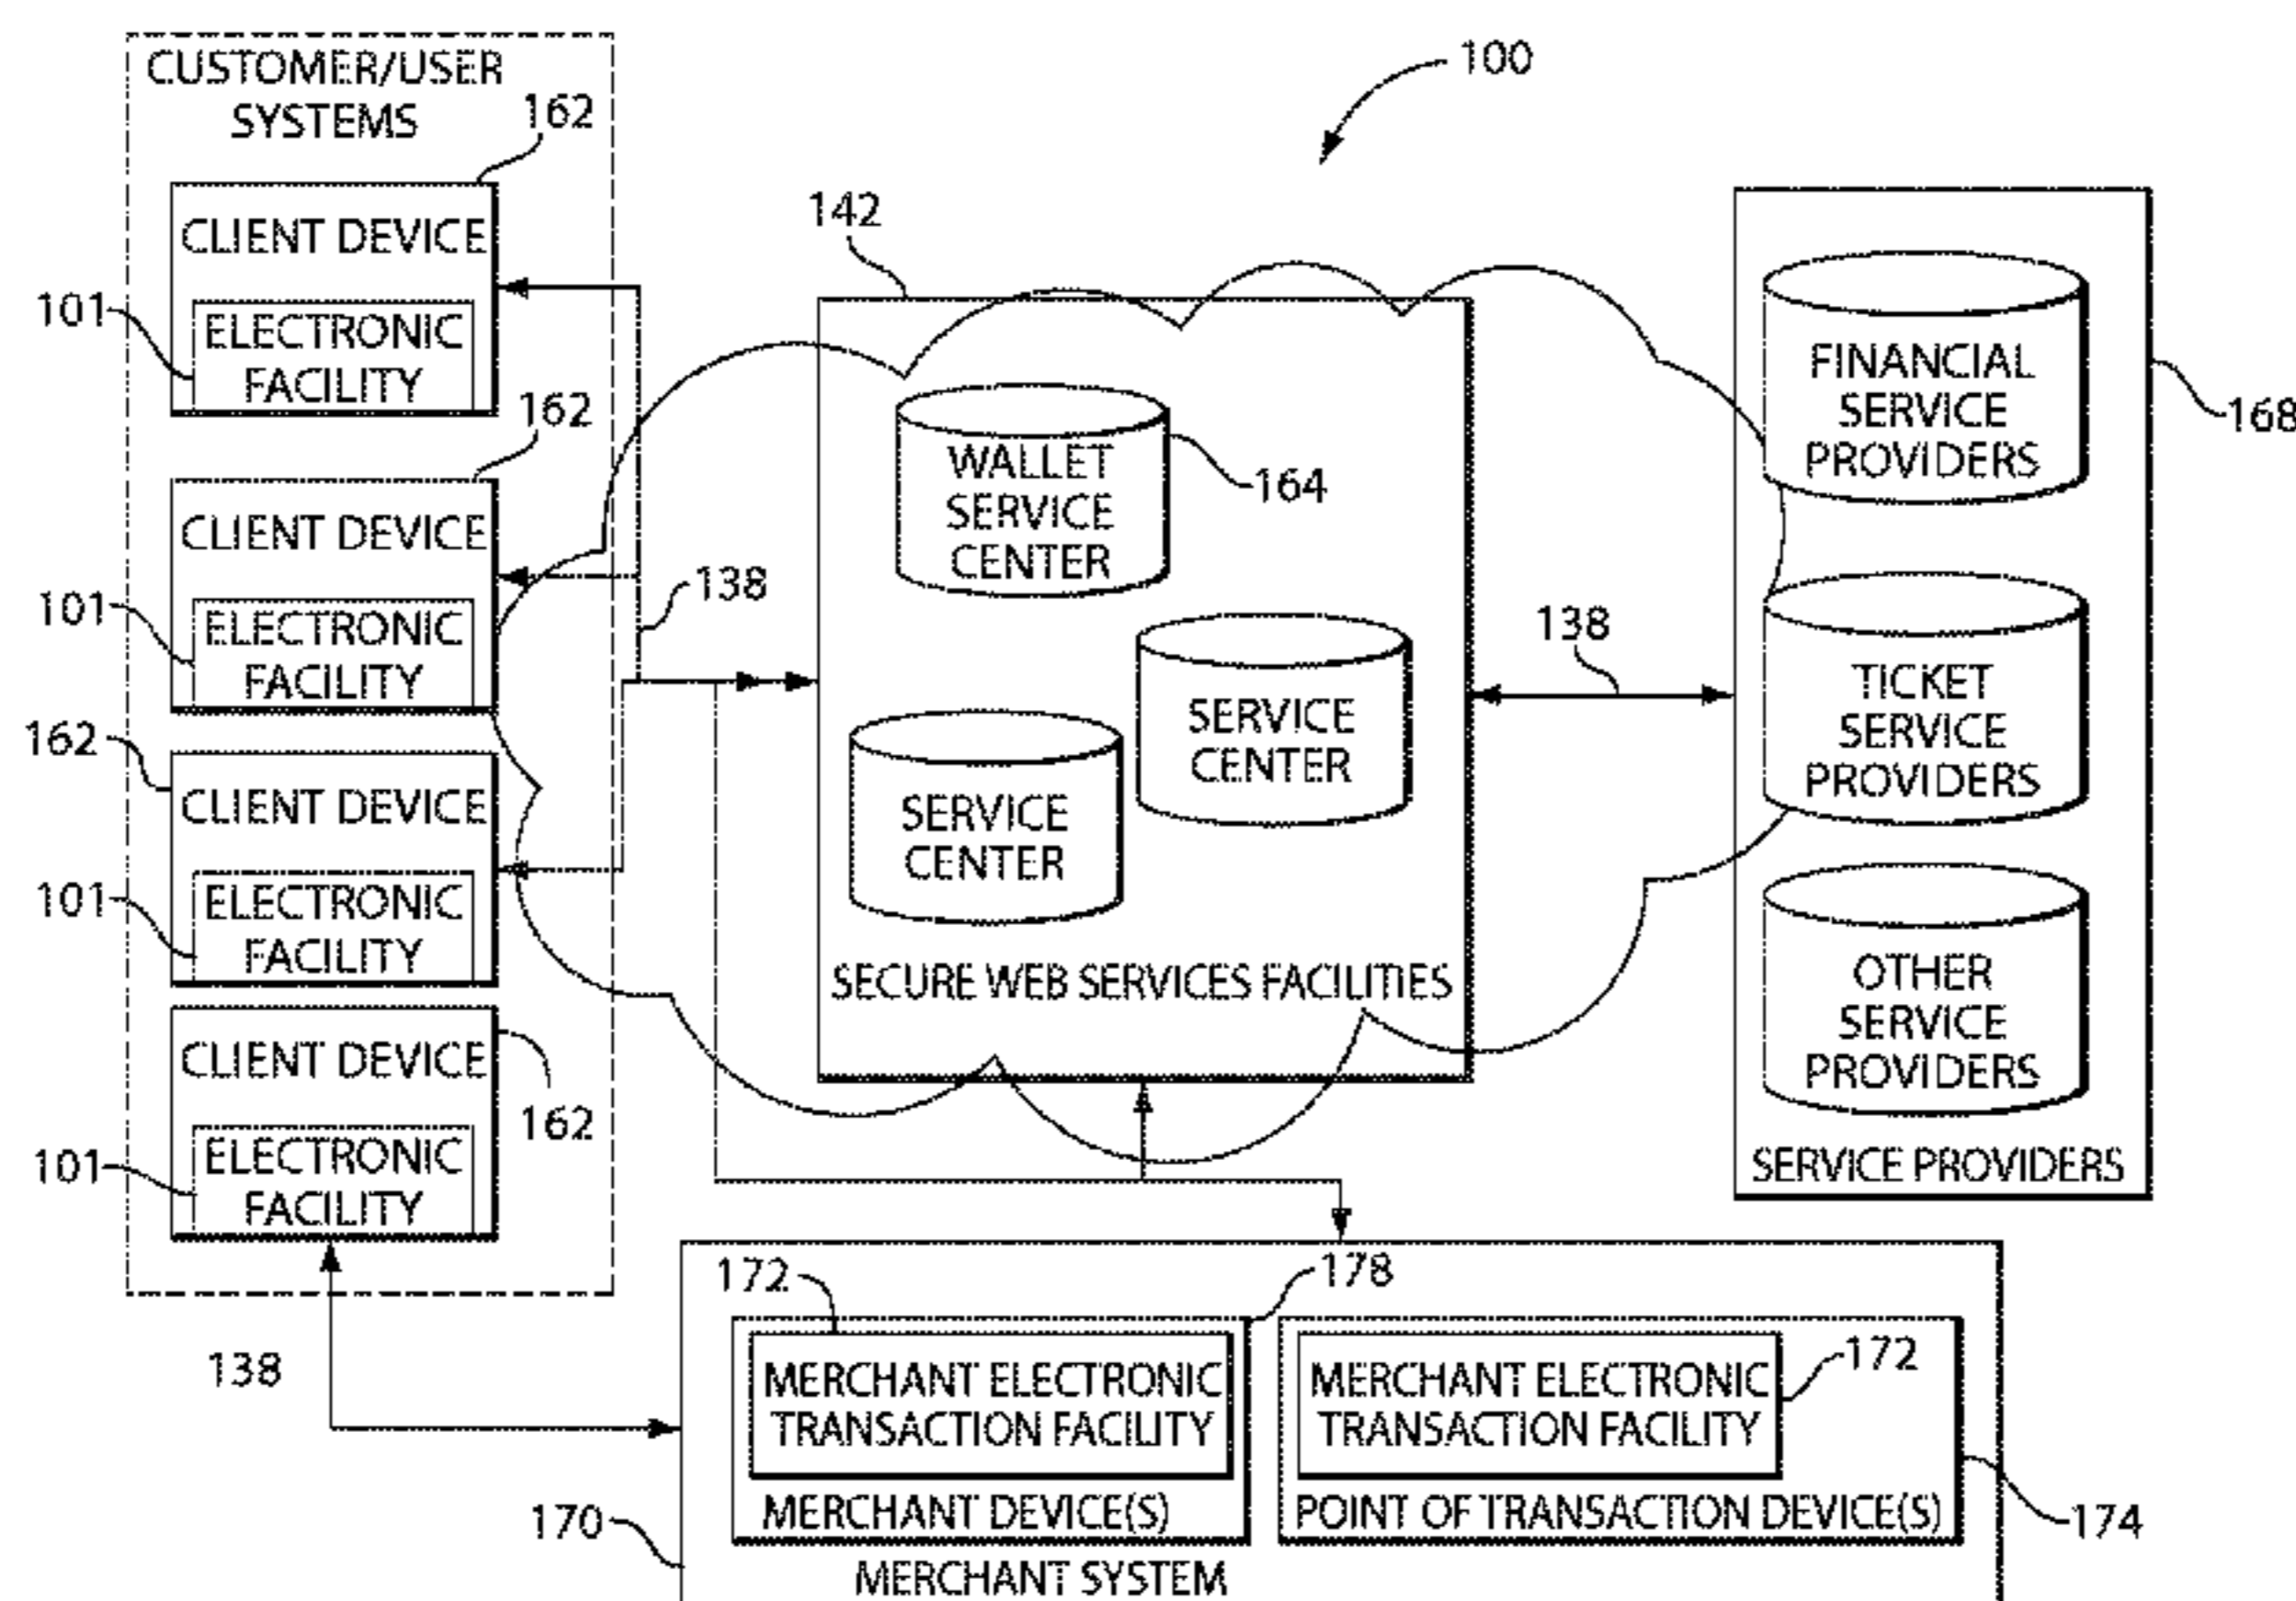 CUSTOMER/USER
SYSTEMS
162
CLIENT DEVICE
101
ELECTRONIC
FACILITY
162
CLIENT DEVICE
101
ELECTRONIC
FACILITY
162
CLIENT DEVICE
101
ELECTRONIC
FACILITY
CLIENT DEVICE
162
101
ELECTRONIC
FACILITY
138
100
142
138
WALLET
SERVICE
CENTER
164
SERVICE
CENTER
SERVICE
CENTER
SECURE WEB SERVICES FACILITIES
138
FINANCIAL
SERVICE
PROVIDERS
168
TICKET
SERVICE
PROVIDERS
OTHER
SERVICE
PROVIDERS
SERVICE PROVIDERS
172
178
MERCHANT ELECTRONIC
TRANSACTION FACILITY
MERCHANT DEVICE(S)
172
MERCHANT ELECTRONIC
TRANSACTION FACILITY
POINT OF TRANSACTION DEVICE(S)
174
170
MERCHANT SYSTEM